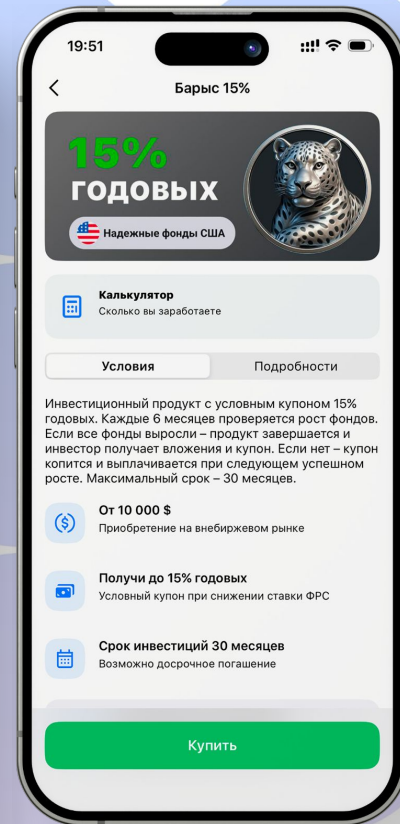 19:51
Барыс 15%
15%
ГОДОВЫХ
Надежные фонды США
Калькулятор
Сколько вы заработаете
Условия
Подробности
Инвестиционный продукт с условным купоном 15%
годовых. Каждые 6 месяцев проверяется рост фондов.
Если все фонды выросли – продукт завершается и
инвестор получает вложения и купон. Если нет – купон
копится и выплачивается при следующем успешном
росте. Максимальный срок – 30 месяцев.
От 10 000 $
Приобретение на внебиржевом рынке
Получи до 15% годовых
Условный купон при снижении ставки ФРС
Срок инвестиций 30 месяцев
Возможно досрочное погашение
Купить